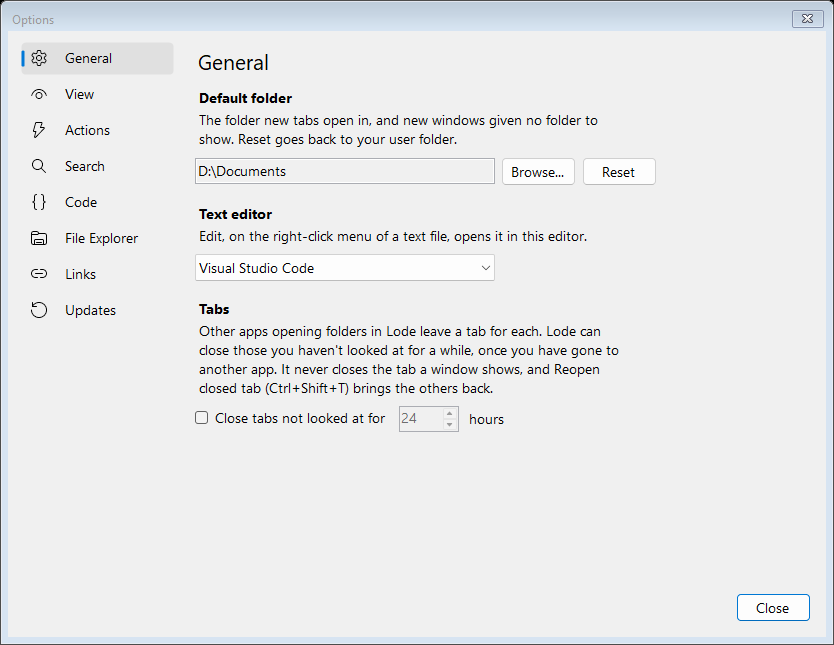 Options
General
View
Actions
Search
Code
File Explorer
Links
Updates
General
Default folder
The folder new tabs open in, and new windows given no folder to
show. Reset goes back to your user folder.
D:\Documents
Browse...
Reset
Text editor
Edit, on the right-click menu of a text file, opens it in this editor.
Visual Studio Code
Tabs
Other apps opening folders in Lode leave a tab for each. Lode can
close those you haven't looked at for a while, once you have gone to
another app. It never closes the tab a window shows, and Reopen
closed tab (Ctrl+Shift+T) brings the others back.
Close tabs not looked at for 24 hours
Close